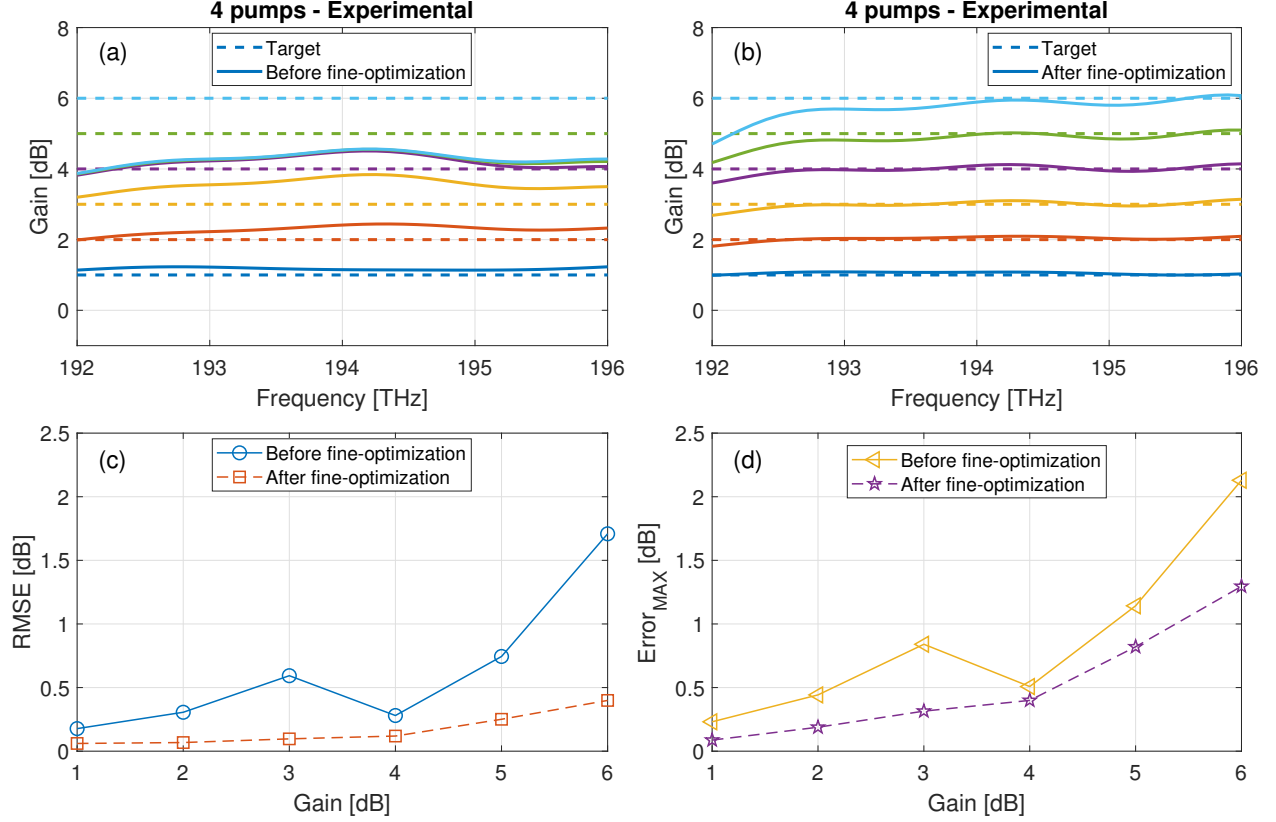 4 pumps - Experimental
(a)
Target
Before fine-optimization
8
6
4
2
0
Gain [dB]
192
193
194
195
196
Frequency [THz]
4 pumps - Experimental
(b)
Target
After fine-optimization
8
6
4
2
0
Gain [dB]
192
193
194
195
196
Frequency [THz]
(c)
Before fine-optimization
After fine-optimization
2.5
2
1.5
1
0.5
0
RMSE [dB]
1
2
3
4
5
6
Gain [dB]
(d)
Before fine-optimization
After fine-optimization
2.5
2
1.5
1
0.5
0
Error_MAX [dB]
1
2
3
4
5
6
Gain [dB]